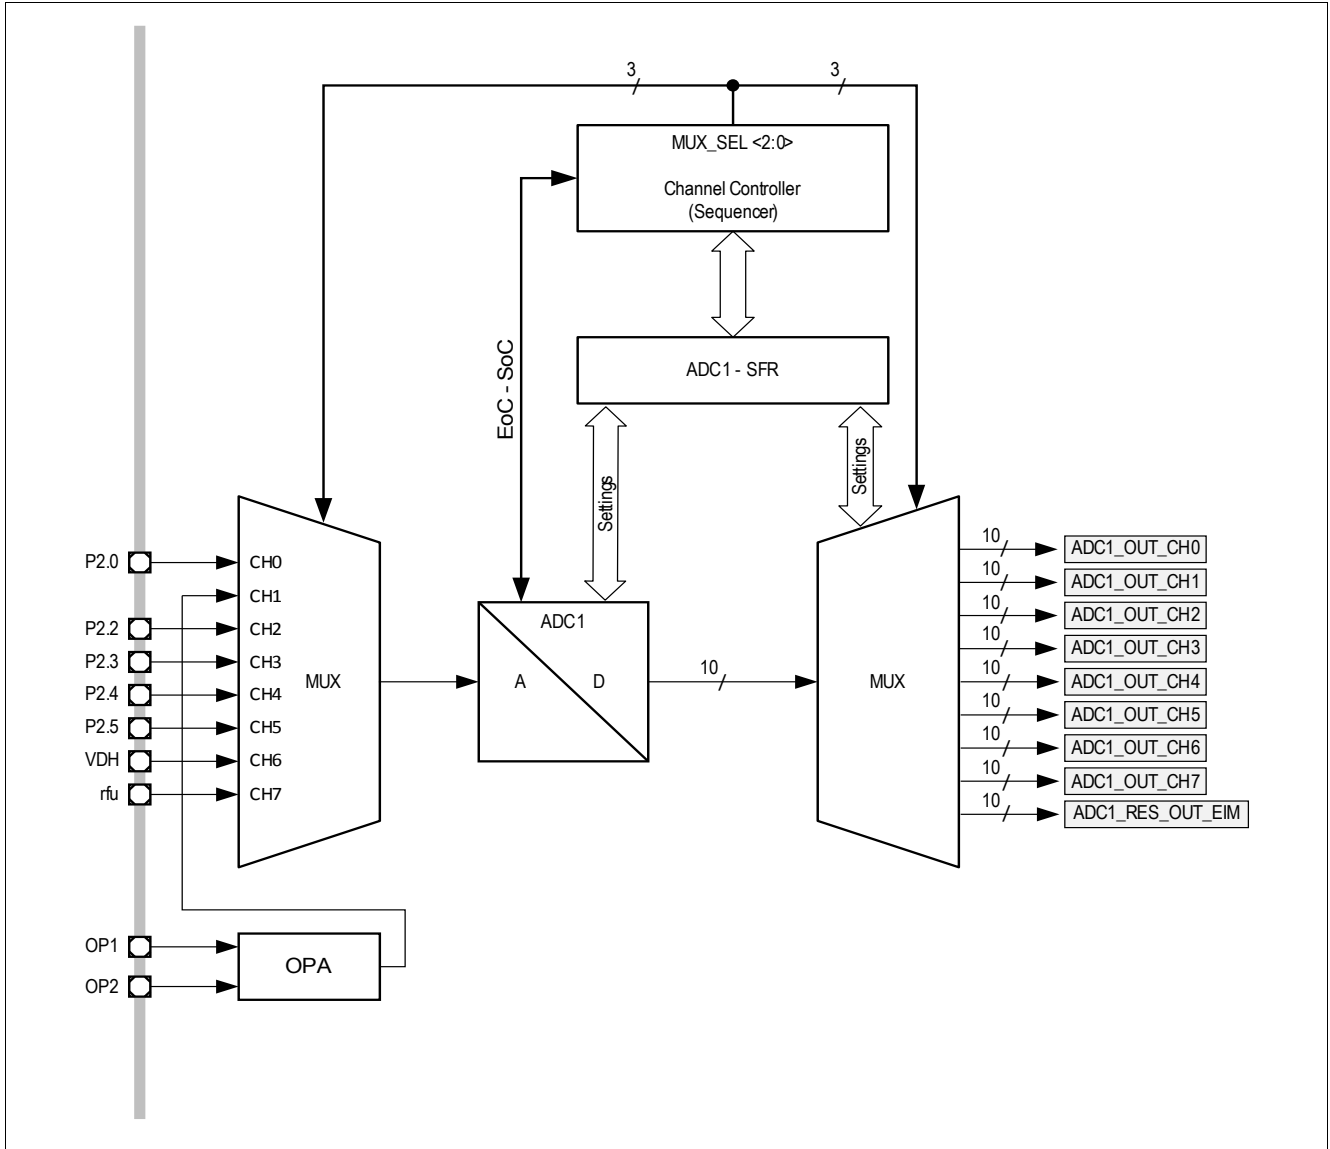 3
3
MUX_SEL <2:0>
Channel Controller
(Sequencer)
EoC - SoC
ADC1 - SFR
Settings
Settings
P2.0
CH0
CH1
P2.2
CH2
P2.3
CH3
P2.4
CH4
P2.5
CH5
VDH
CH6
rfu
CH7
MUX
ADC1
A
D
10
MUX
10
ADC1_OUT_CH0
10
ADC1_OUT_CH1
10
ADC1_OUT_CH2
10
ADC1_OUT_CH3
10
ADC1_OUT_CH4
10
ADC1_OUT_CH5
10
ADC1_OUT_CH6
10
ADC1_OUT_CH7
10
ADC1_RES_OUT_EIM
OP1
OP2
OPA